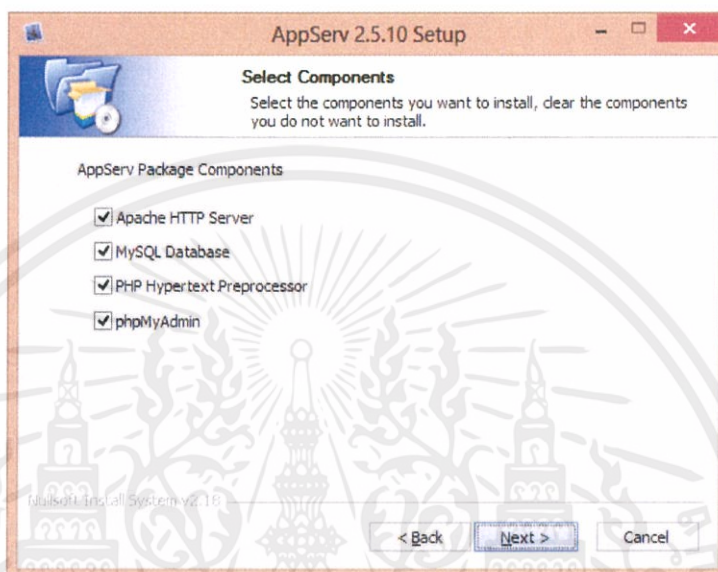 AppServ 2.5.10 Setup
Select Components
Select the components you want to install, clear the components
you do not want to install.
AppServ Package Components
Apache HTTP Server
MySQL Database
PHP Hypertext Preprocessor
phpMyAdmin
Nullsoft Install System v2.18
< Back
Next >
Cancel